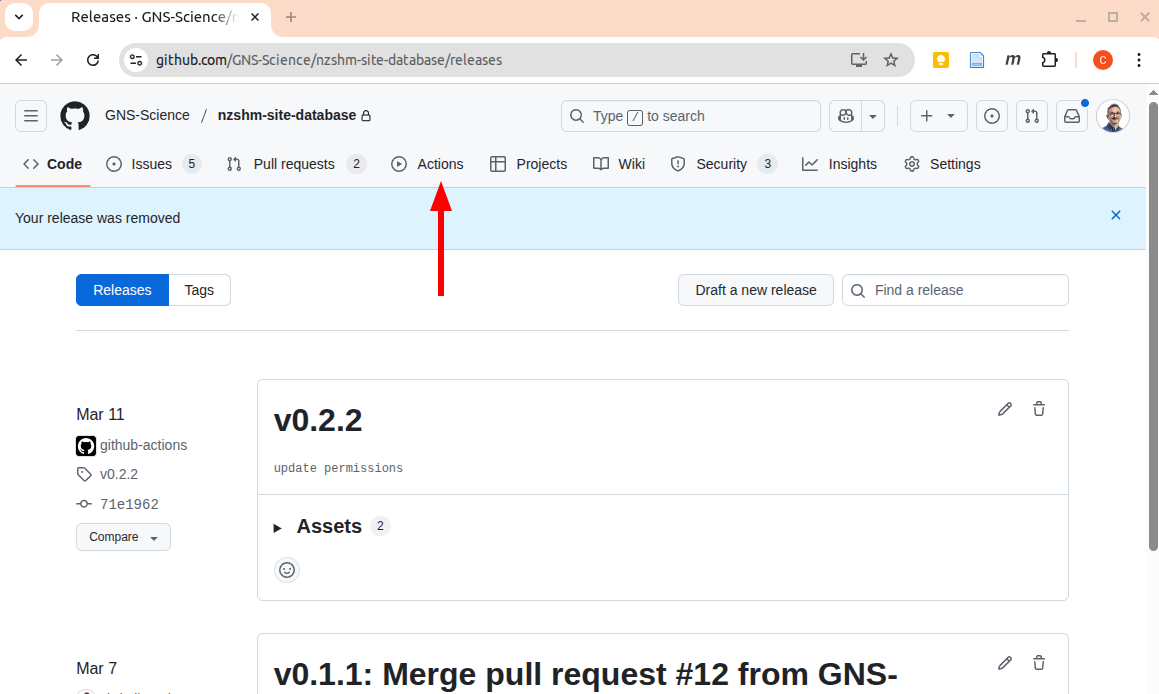 Releases · GNS-Science/
github.com/GNS-Science/nzshm-site-database/releases
m
C
GNS-Science / nzshm-site-database
Type / to search
Code
Issues 5
Pull requests 2
Actions
Projects
Wiki
Security 3
Insights
Settings
Your release was removed
Releases
Tags
Draft a new release
Find a release
Mar 11
github-actions
v0.2.2
71e1962
Compare
v0.2.2
update permissions
Assets 2
Mar 7
v0.1.1: Merge pull request #12 from GNS-